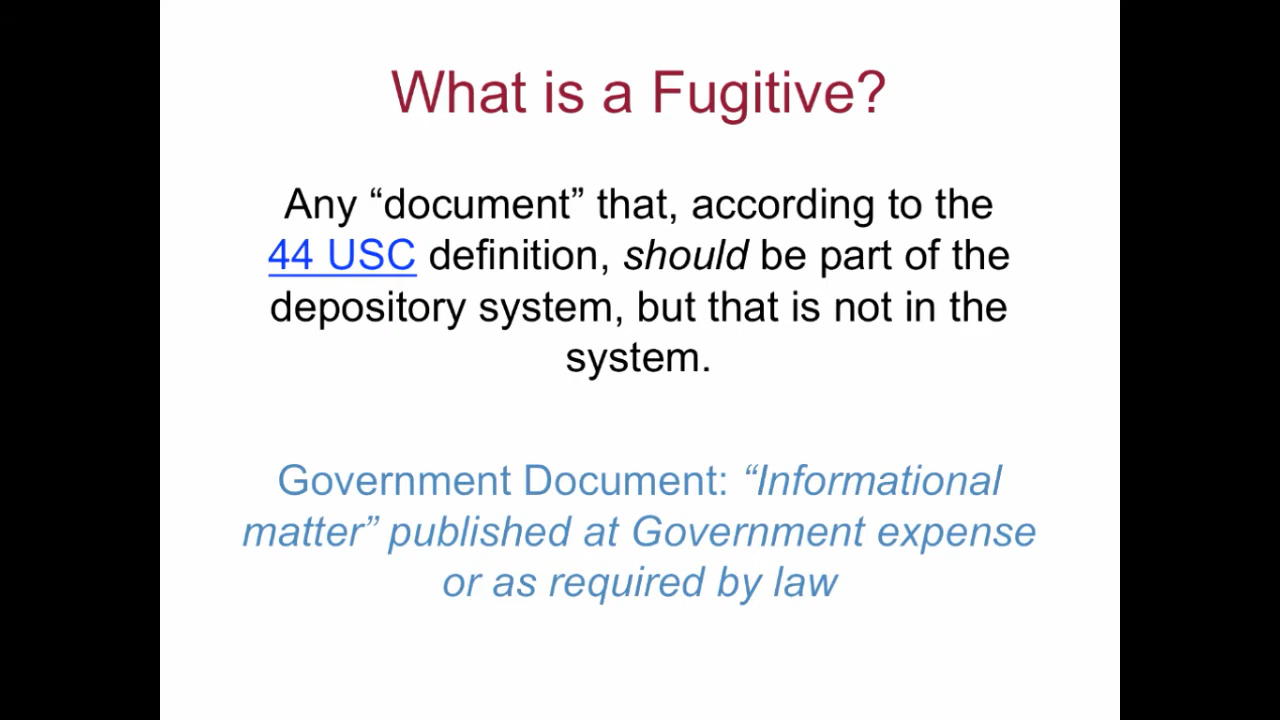 What is a Fugitive?
Any “document” that, according to the
44 USC definition, should be part of the
depository system, but that is not in the
system.
Government Document: “Informational
matter” published at Government expense
or as required by law